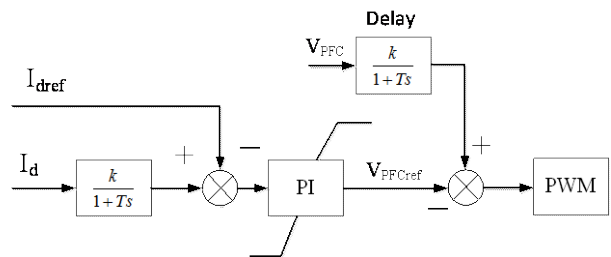 Delay
V_PFC
k
1+Ts
I_dref
+
−
+
I_d
k
1+Ts
PI
V_PFCref
−
PWM